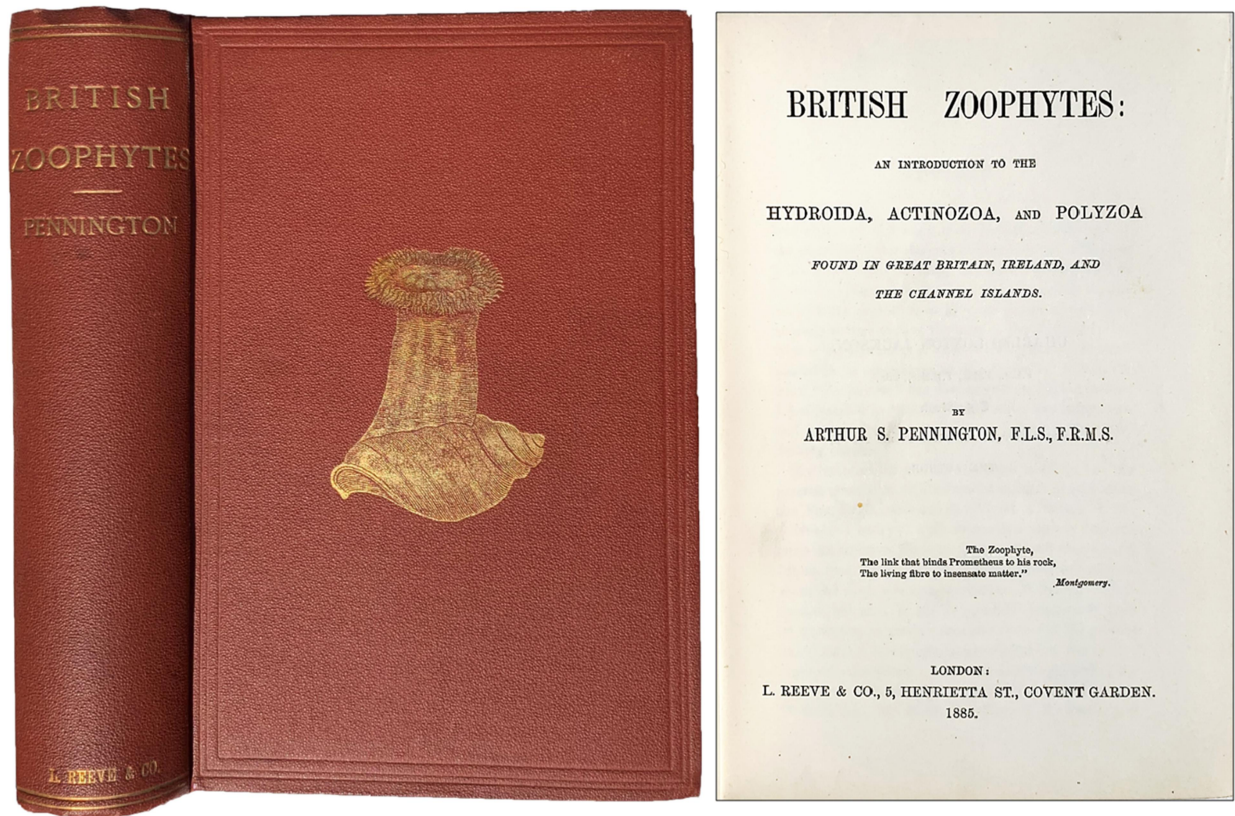 BRITISH
ZOOPHYTES
PENNINGTON
L. REEVE & CO.
BRITISH ZOOPHYTES:
AN INTRODUCTION TO THE
HYDROIDA, ACTINOZOA, AND POLYZOA
FOUND IN GREAT BRITAIN, IRELAND, AND
THE CHANNEL ISLANDS.
BY
ARTHUR S. PENNINGTON, F.L.S., F.R.M.S.
The Zoophyte,
The link that binds Prometheus to his rock,
The living fibre to insensate matter."
Montgomery.
LONDON:
L. REEVE & CO., 5, HENRIETTA ST., COVENT GARDEN.
1885.